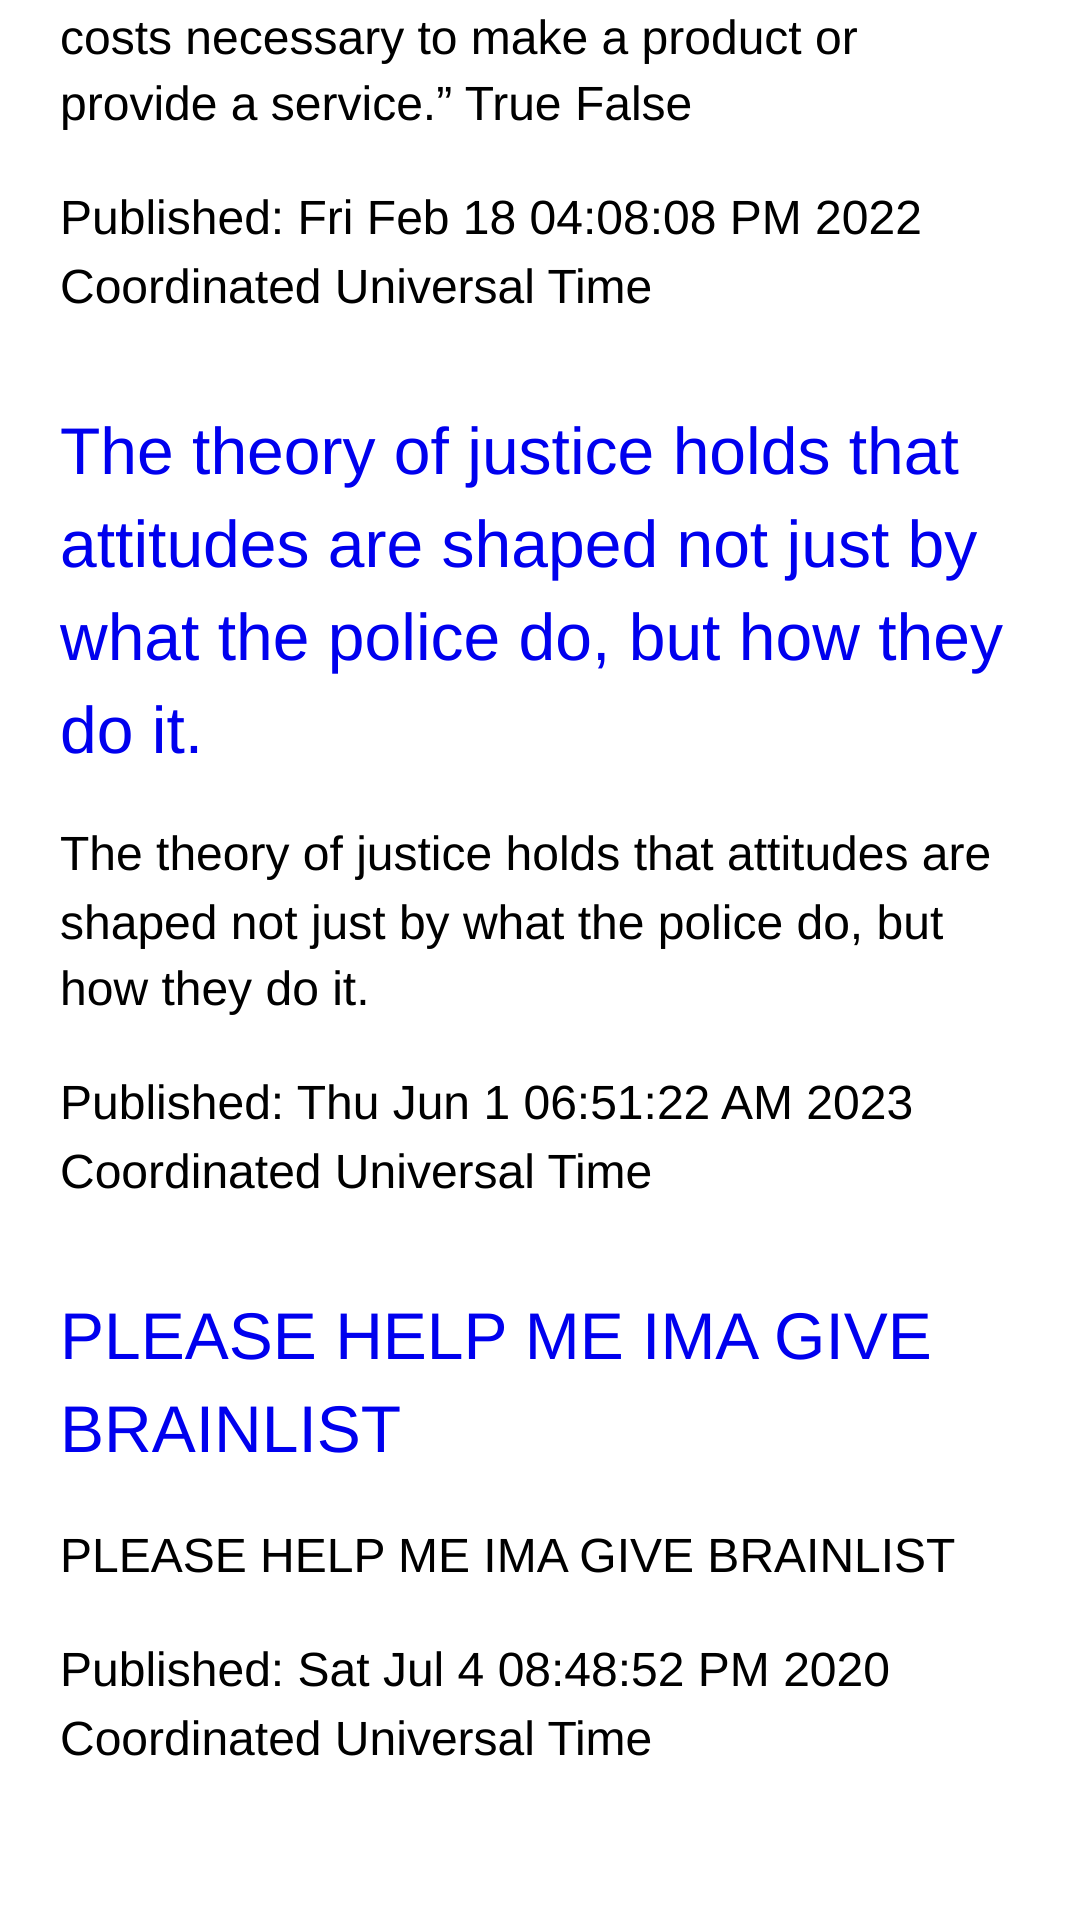 costs necessary to make a product or
provide a service.” True False
Published: Fri Feb 18 04:08:08 PM 2022
Coordinated Universal Time
The theory of justice holds that
attitudes are shaped not just by
what the police do, but how they
do it.
The theory of justice holds that attitudes are
shaped not just by what the police do, but
how they do it.
Published: Thu Jun 1 06:51:22 AM 2023
Coordinated Universal Time
PLEASE HELP ME IMA GIVE
BRAINLIST
PLEASE HELP ME IMA GIVE BRAINLIST
Published: Sat Jul 4 08:48:52 PM 2020
Coordinated Universal Time